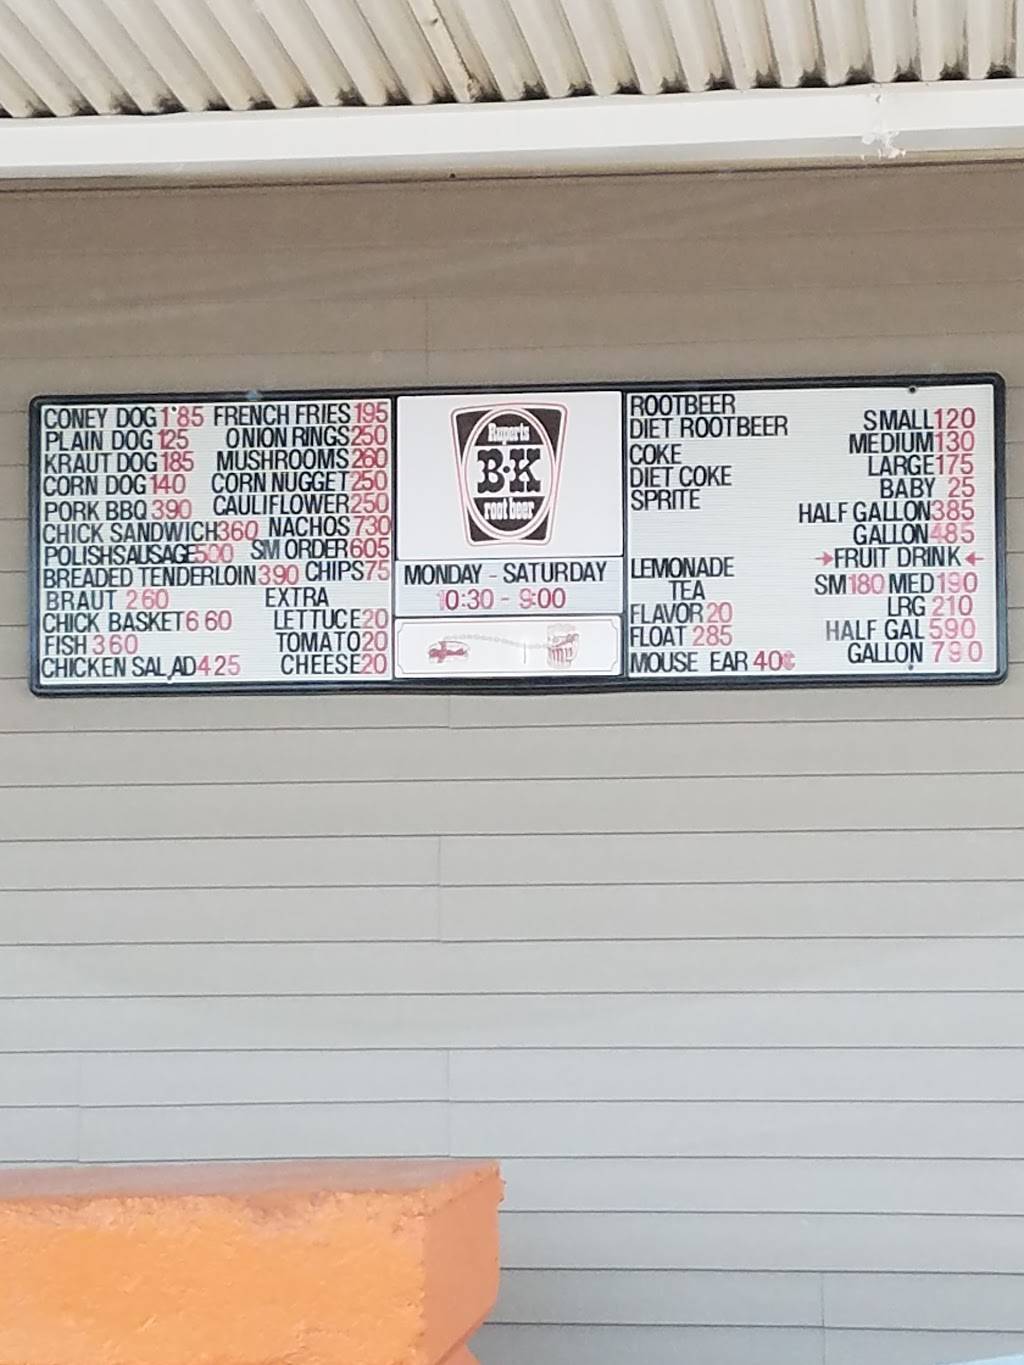 CONEY DOG 1 85 FRENCH FRIES 195
PLAIN DOG 125 ONION RINGS 250
KRAUT DOG 185 MUSHROOMS 260
CORN DOG 140 CORN NUGGET 250
PORK BBQ 390 CAULIFLOWER 250
CHICK SANDWICH 360 NACHOS 730
POLISHSAUSAGE 500 SM ORDER 605
BREADED TENDERLOIN 390 CHIPS 75
BRAUT 260 EXTRA
CHICK BASKET 6 60 LETTUCE 20
FISH 360 TOMATO 20
CHICKEN SALAD 425 CHEESE 20
Ruperts
B·K
root beer
MONDAY - SATURDAY
10:30 - 9:00
ROOTBEER
DIET ROOTBEER SMALL 120
COKE MEDIUM 130
DIET COKE LARGE 175
SPRITE BABY 25
HALF GALLON 385
GALLON 485
→FRUIT DRINK←
LEMONADE SM 180 MED 190
TEA LRG 210
FLAVOR 20
FLOAT 285 HALF GAL 590
MOUSE EAR 40¢ GALLON 790